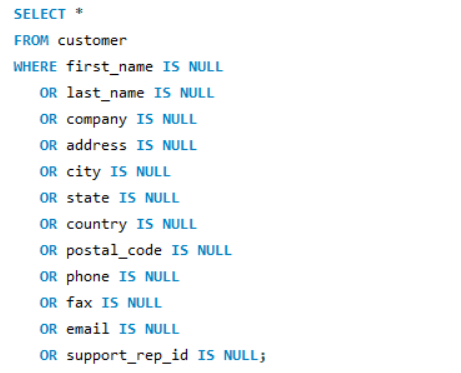 SELECT *
FROM customer
WHERE first_name IS NULL
OR last_name IS NULL
OR company IS NULL
OR address IS NULL
OR city IS NULL
OR state IS NULL
OR country IS NULL
OR postal_code IS NULL
OR phone IS NULL
OR fax IS NULL
OR email IS NULL
OR support_rep_id IS NULL;